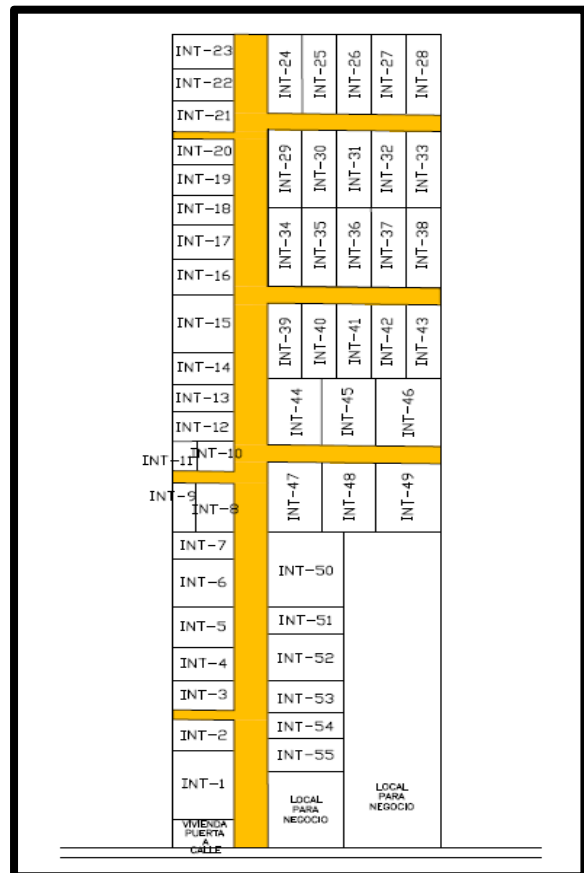 INT-23
INT-22
INT-21
INT-20
INT-19
INT-18
INT-17
INT-16
INT-15
INT-14
INT-13
INT-12
INT-11
INT-10
INT-9
INT-8
INT-7
INT-6
INT-5
INT-4
INT-3
INT-2
INT-1
VIVIENDA
PUERTA
A
CALLE
INT-24
INT-25
INT-26
INT-27
INT-28
INT-29
INT-30
INT-31
INT-32
INT-33
INT-34
INT-35
INT-36
INT-37
INT-38
INT-39
INT-40
INT-41
INT-42
INT-43
INT-44
INT-45
INT-46
INT-47
INT-48
INT-49
INT-50
INT-51
INT-52
INT-53
INT-54
INT-55
LOCAL
PARA
NEGOCIO
LOCAL
PARA
NEGOCIO